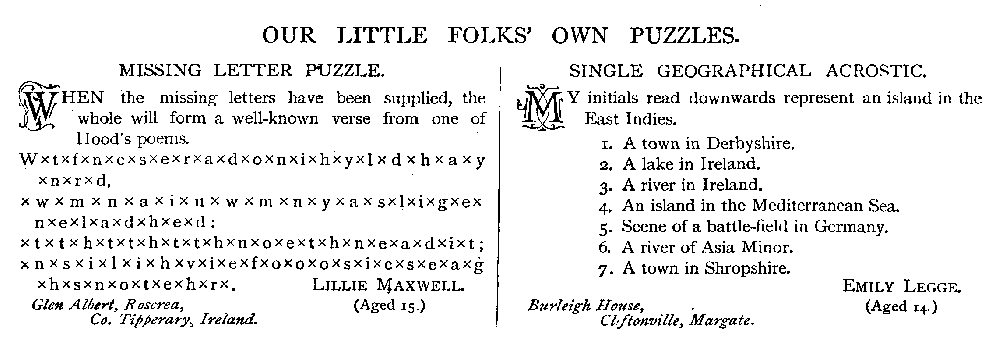 OUR LITTLE FOLKS' OWN PUZZLES.
MISSING LETTER PUZZLE.
WHEN the missing letters have been supplied, the
whole will form a well-known verse from one of
Hood's poems.
W×t×f×n×c×s×e×r×a×d×o×n×i×h×y×l×d×h×a×y
×n×r×d,
×w×m×n×a×i×u×w×m×n×y×a×s×l×i×g×e×
n×e×l×a×d×h×e×d:
×t×t×h×t×t×h×t×t×h×n×o×e×t×h×n×e×a×d×i×t;
×n×s×i×l×i×h×v×i×e×f×o×o×o×s×i×c×s×e×a×g
×h×s×n×o×t×e×h×r×.
LILLIE MAXWELL.
Glen Albert, Roscrea,
(Aged 15.)
Co. Tipperary, Ireland.
SINGLE GEOGRAPHICAL ACROSTIC.
MY initials read downwards represent an island in the
East Indies.
1. A town in Derbyshire.
2. A lake in Ireland.
3. A river in Ireland.
4. An island in the Mediterranean Sea.
5. Scene of a battle-field in Germany.
6. A river of Asia Minor.
7. A town in Shropshire.
EMILY LEGGE.
Burleigh House,
(Aged 14.)
Cliftonville, Margate.